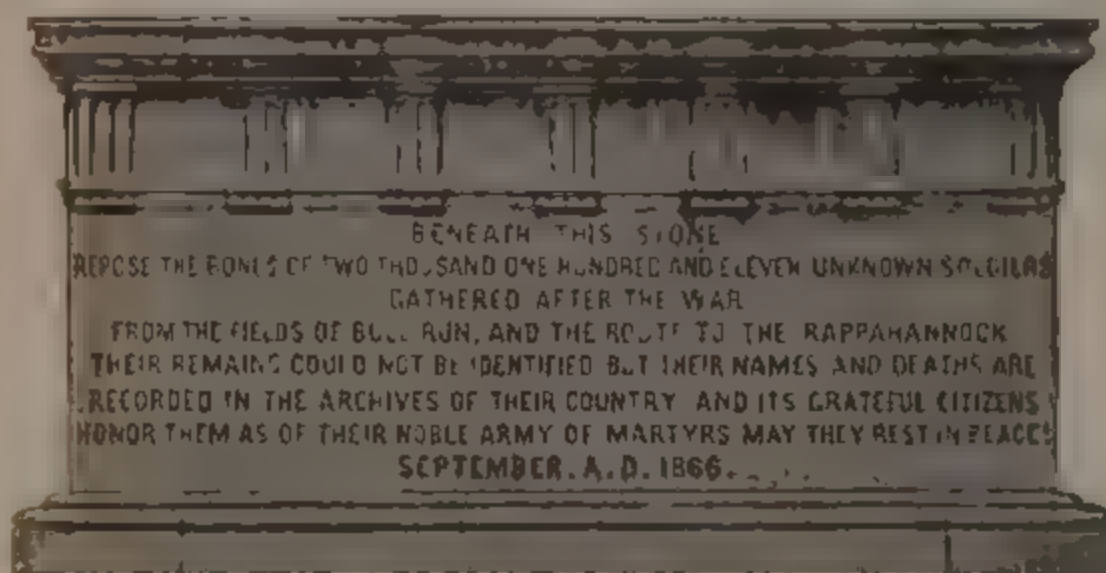 BENEATH THIS STONE
REPOSE THE BONES OF TWO THOUSAND ONE HUNDRED AND ELEVEN UNKNOWN SOLDIERS
GATHERED AFTER THE WAR
FROM THE FIELDS OF BULL RUN, AND THE ROUTE TO THE RAPPAHANNOCK
THEIR REMAINS COULD NOT BE IDENTIFIED BUT THEIR NAMES AND DEATHS ARE
RECORDED IN THE ARCHIVES OF THEIR COUNTRY AND ITS GRATEFUL CITIZENS
HONOR THEM AS OF THEIR NOBLE ARMY OF MARTYRS MAY THEY REST IN PEACE!
SEPTEMBER. A. D. 1866.